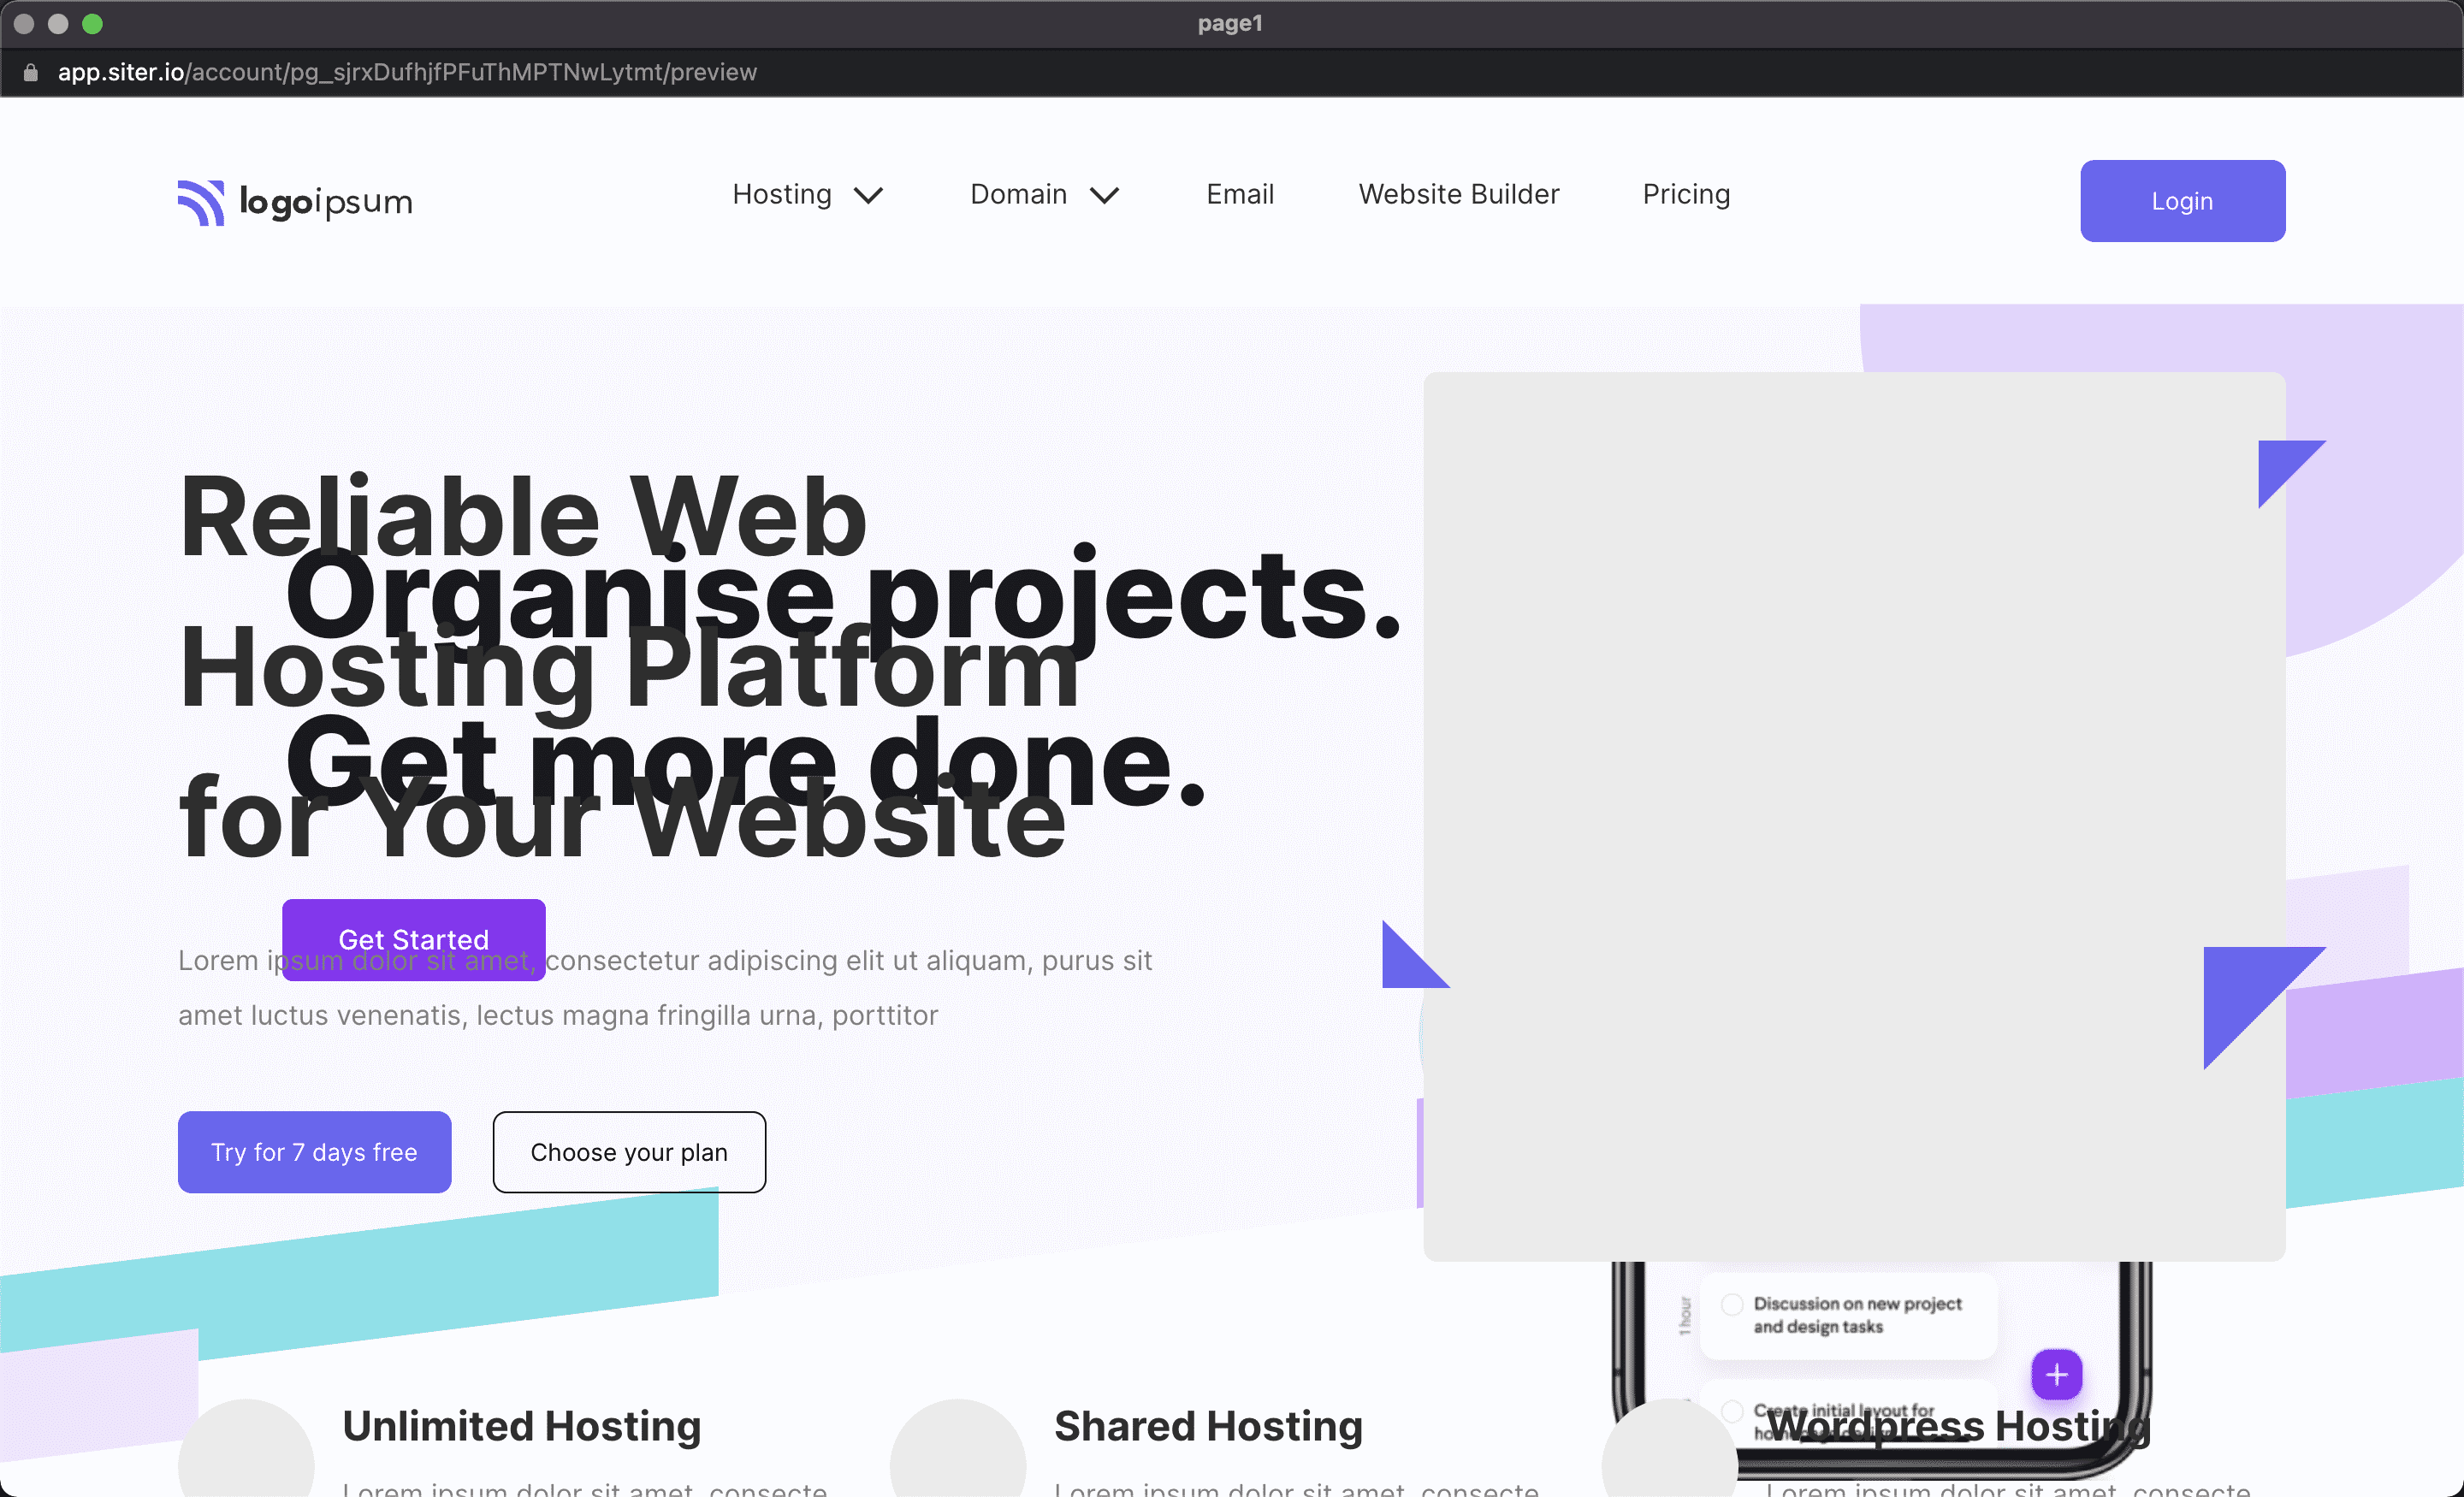 page1
app.siter.io/account/pg_sjrxDufhjfPFuThMPTNwLytmt/preview
logoipsum
Hosting
Domain
Email
Website Builder
Pricing
Login
Reliable Web
Organise projects.
Hosting Platform
Get more done.
for Your Website
Get Started
Lorem ipsum dolor sit amet, consectetur adipiscing elit ut aliquam, purus sit
amet luctus venenatis, lectus magna fringilla urna, porttitor
Try for 7 days free
Choose your plan
1 hour
Discussion on new project
and design tasks
Create initial layout for
Unlimited Hosting
Shared Hosting
Wordpress Hosting
Lorem ipsum dolor sit amet, consecte
Lorem ipsum dolor sit amet, consecte
Lorem ipsum dolor sit amet, consecte